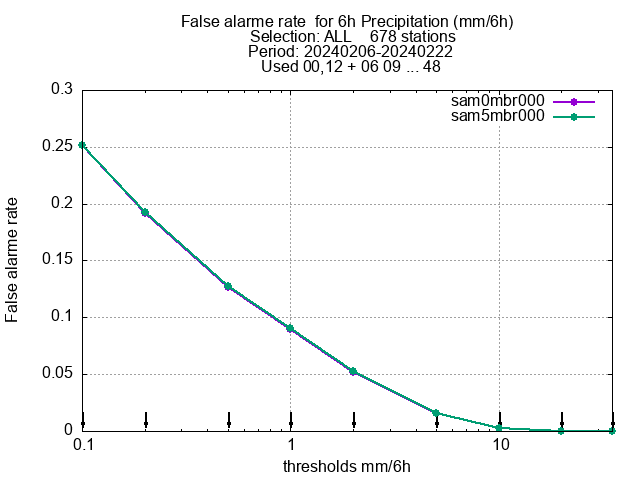 False alarme rate  for 6h Precipitation (mm/6h)
Selection: ALL    678 stations
Period: 20240206-20240222
Used 00,12 + 06 09 ... 48
sam0mbr000
sam5mbr000
0.3
0.25
0.2
0.15
0.1
0.05
0
False alarme rate
0.1
1
10
thresholds mm/6h